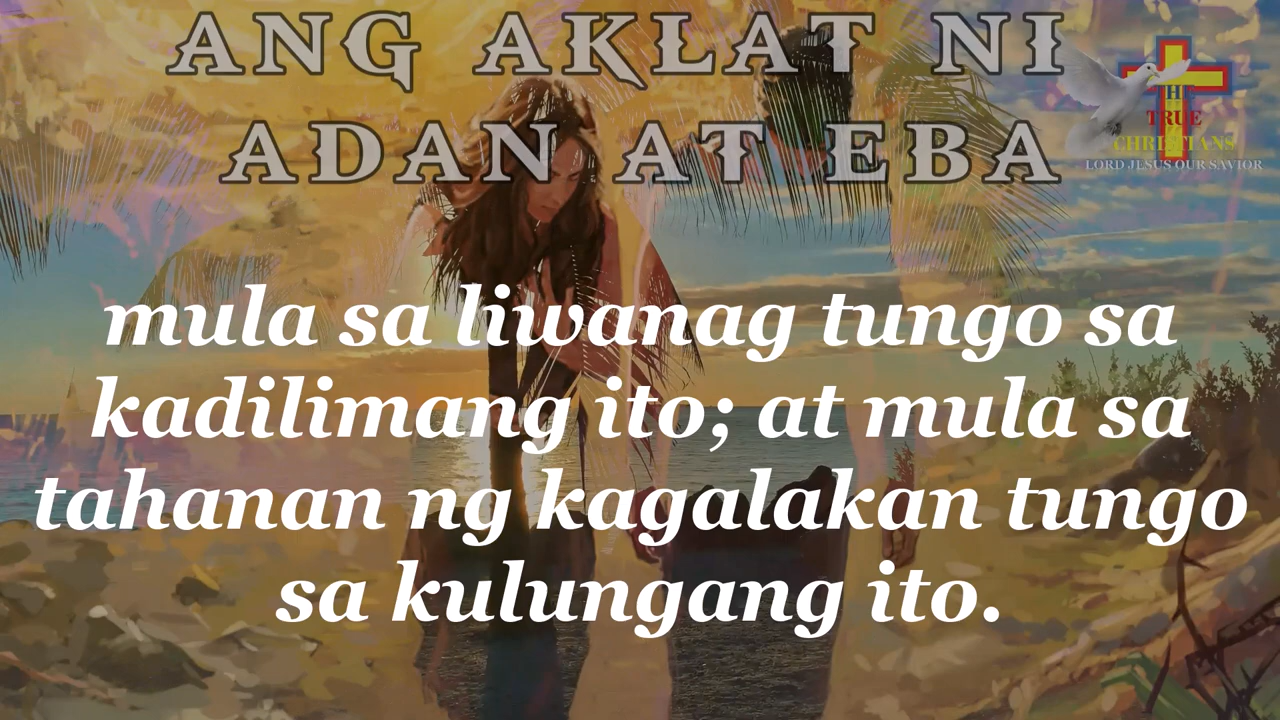 ANG AKLAT NI
ADAN AT EBA
THE
TRUE
CHRISTIANS
LORD JESUS OUR SAVIOR
mula sa liwanag tungo sa
kadilimang ito; at mula sa
tahanan ng kagalakan tungo
sa kulungang ito.